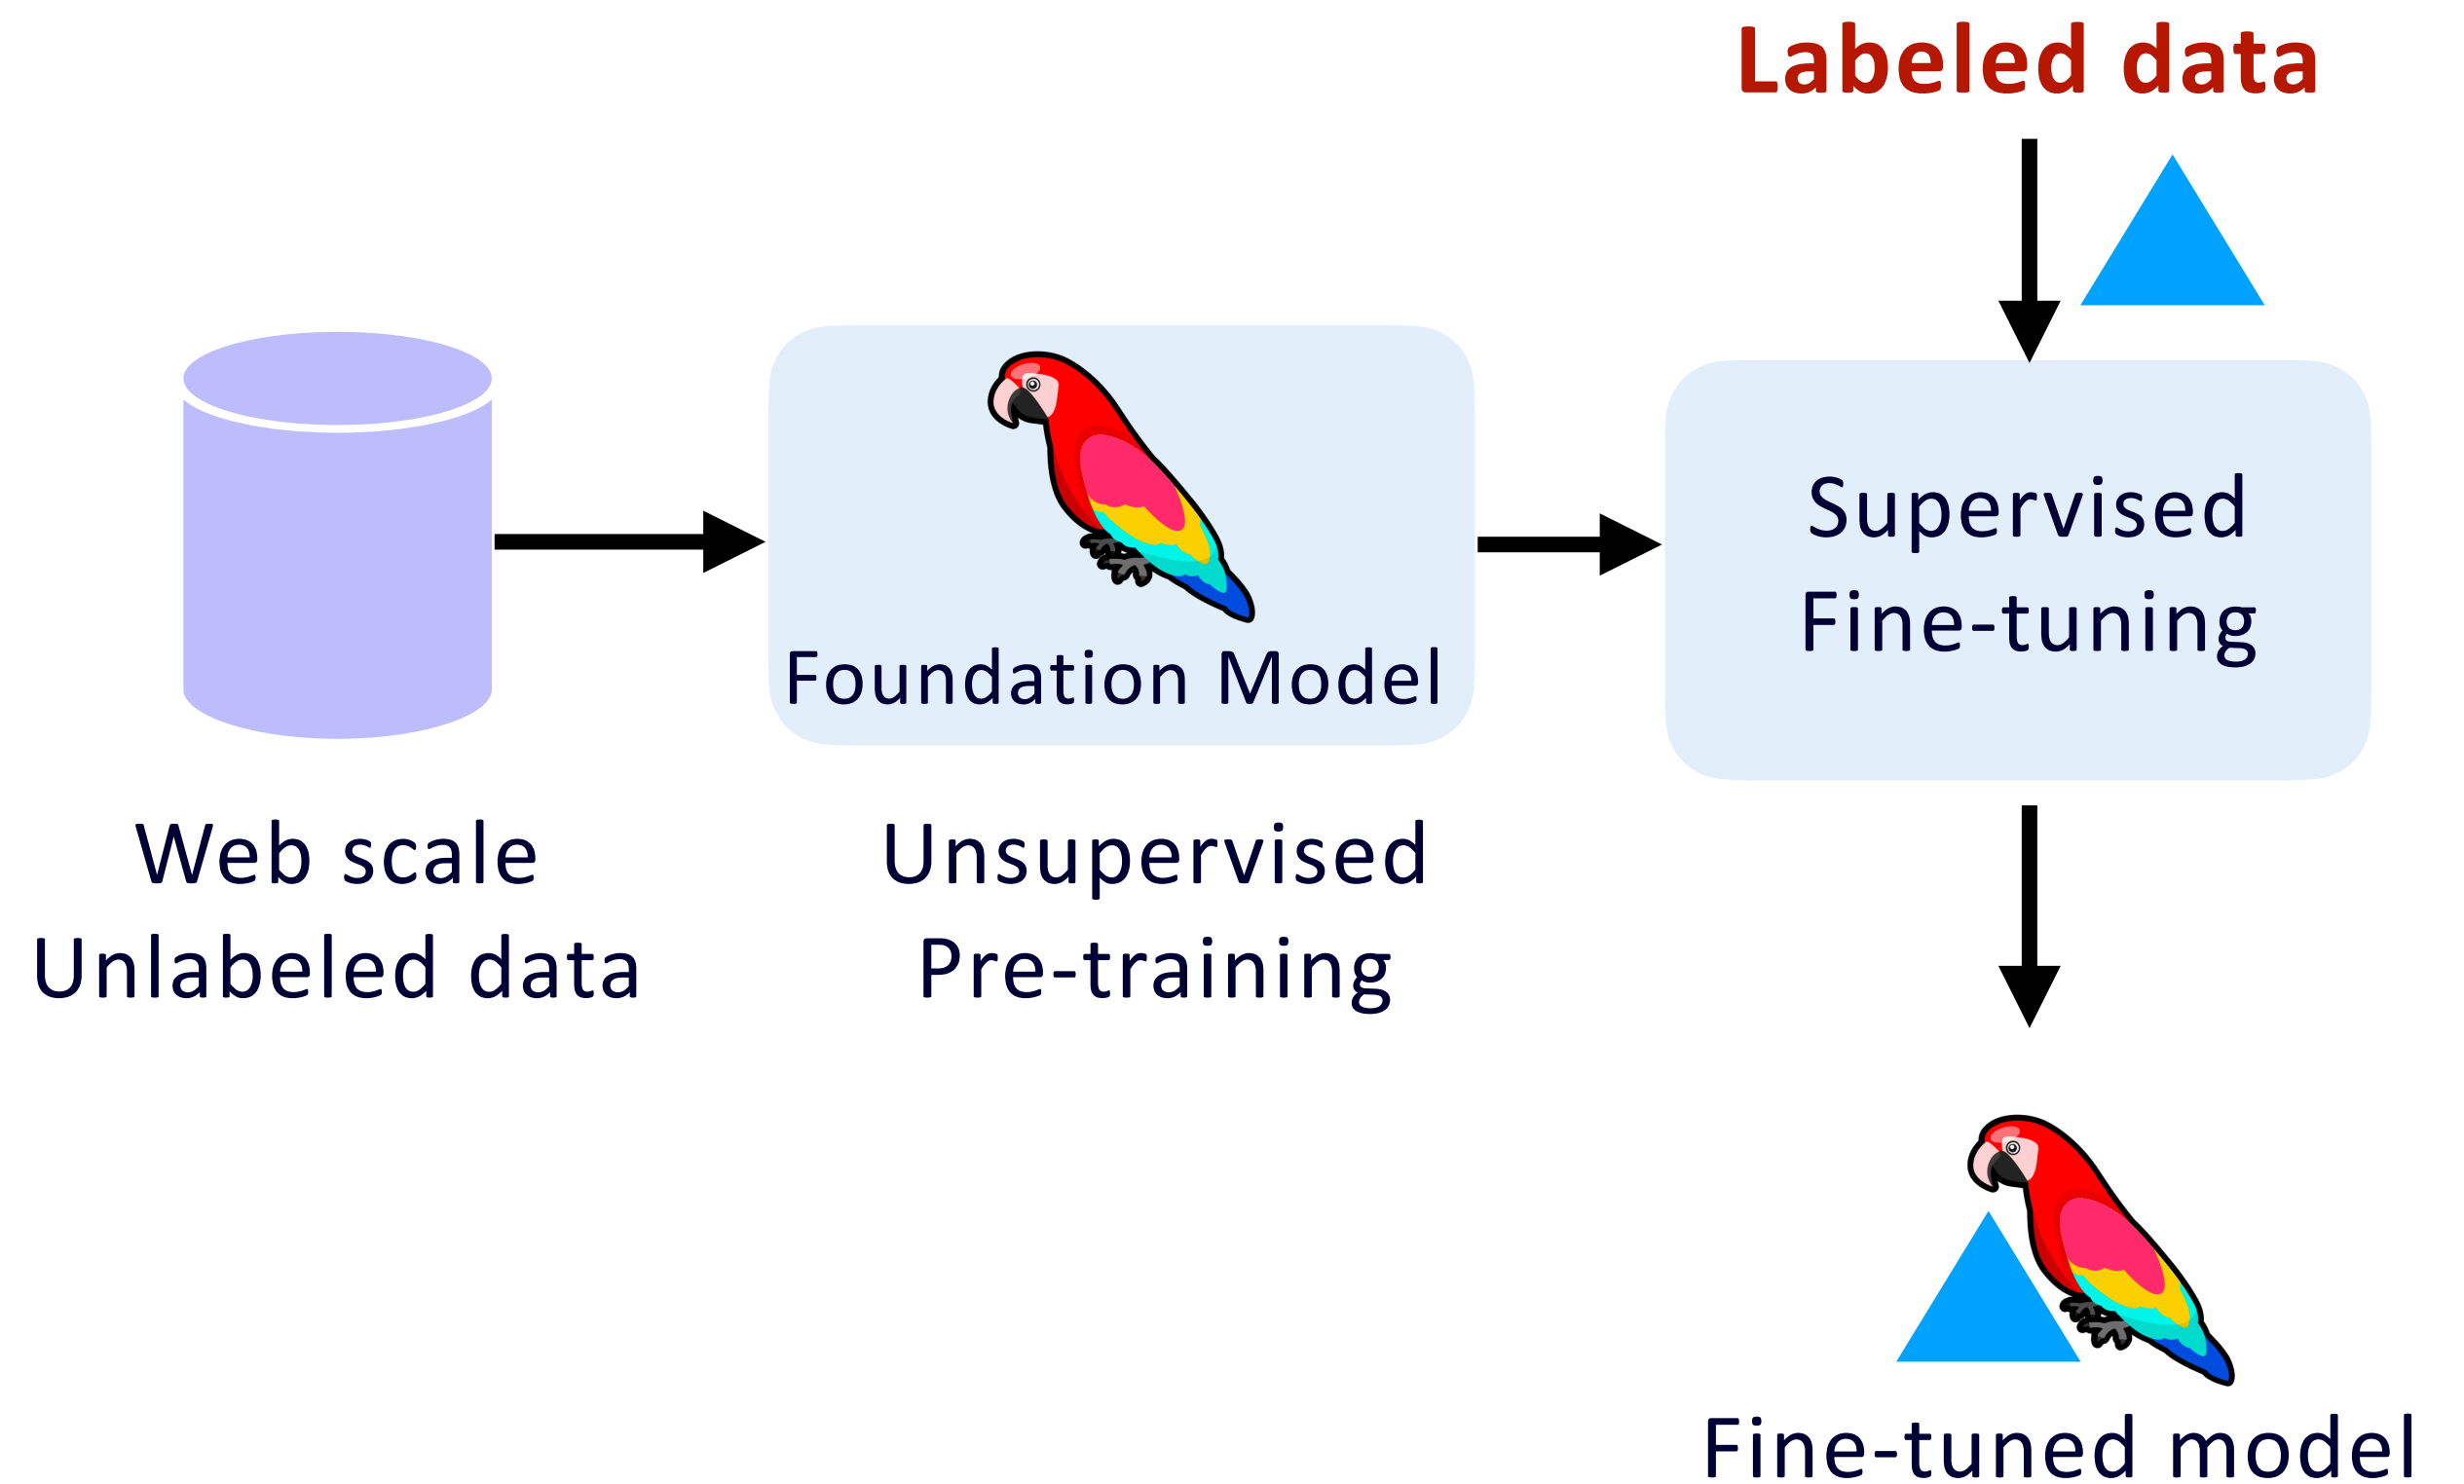 Labeled data
Foundation Model
Supervised
Fine-tuning
Web scale
Unlabeled data
Unsupervised
Pre-training
Fine-tuned model